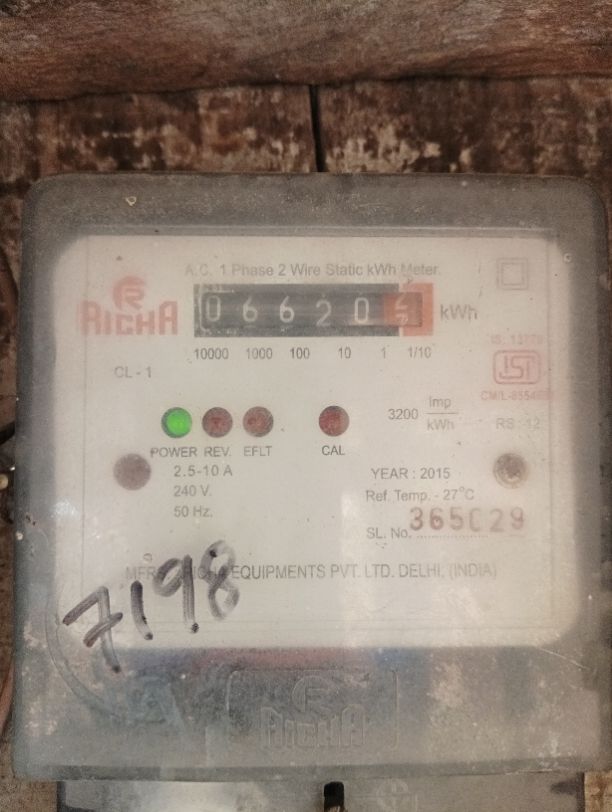 A.C. 1 Phase 2 Wire Static kWh Meter.
RICHA
0 6 6 2 0 kWh
10000 1000 100 10 1 1/10
IS: 13779
ISI
CL - 1
3200 Imp/kWh
RS: 12
POWER REV. EFLT CAL
2.5-10 A
240 V.
50 Hz.
YEAR : 2015
Ref. Temp. - 27°C
SL. No. 365029
EQUIPMENTS PVT. LTD. DELHI, (INDIA)
7198
RICHA